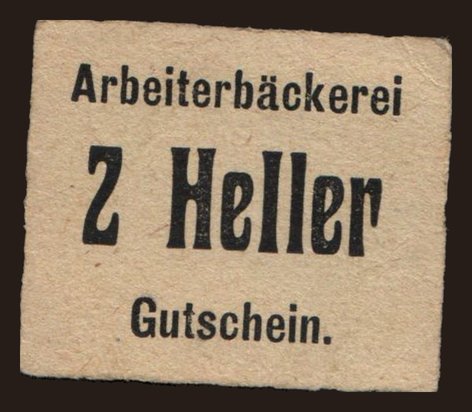 Arbeiterbäckerei
2 Heller
Gutschein.